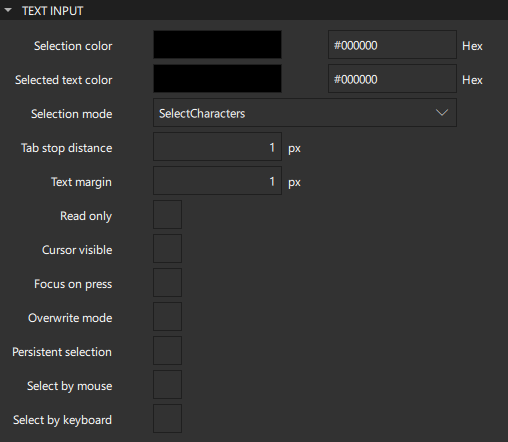 TEXT INPUT
Selection color #000000 Hex
Selected text color #000000 Hex
Selection mode SelectCharacters
Tab stop distance 1 px
Text margin 1 px
Read only
Cursor visible
Focus on press
Overwrite mode
Persistent selection
Select by mouse
Select by keyboard